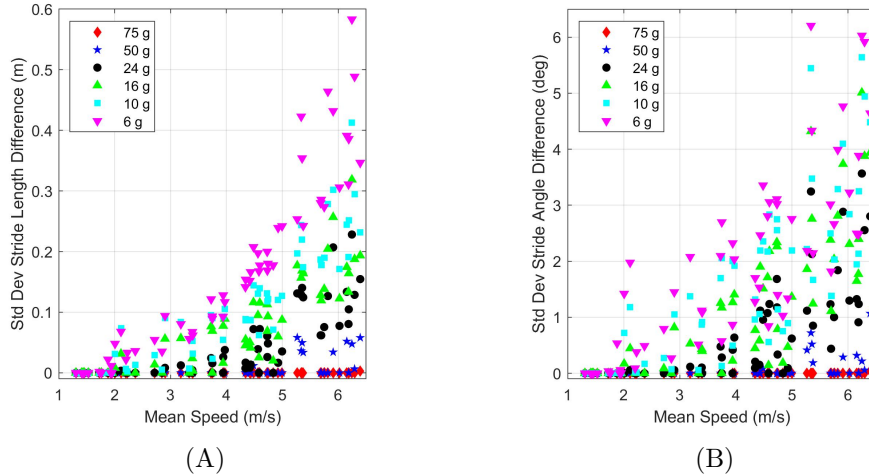 Std Dev Stride Length Difference (m)
0.6
0.5
0.4
0.3
0.2
0.1
0
75 g
50 g
24 g
16 g
10 g
6 g
1 2 3 4 5 6
Mean Speed (m/s)
(A)
Std Dev Stride Angle Difference (deg)
6
5
4
3
2
1
0
75 g
50 g
24 g
16 g
10 g
6 g
1 2 3 4 5 6
Mean Speed (m/s)
(B)